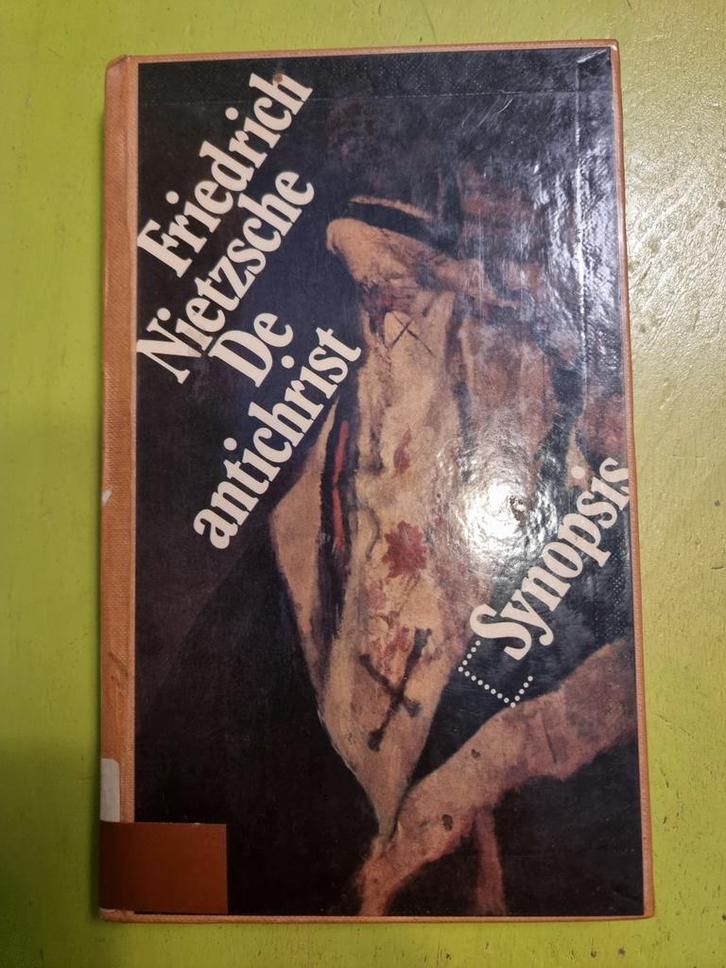 Friedrich
Nietzsche
De
antichrist
Synopsis